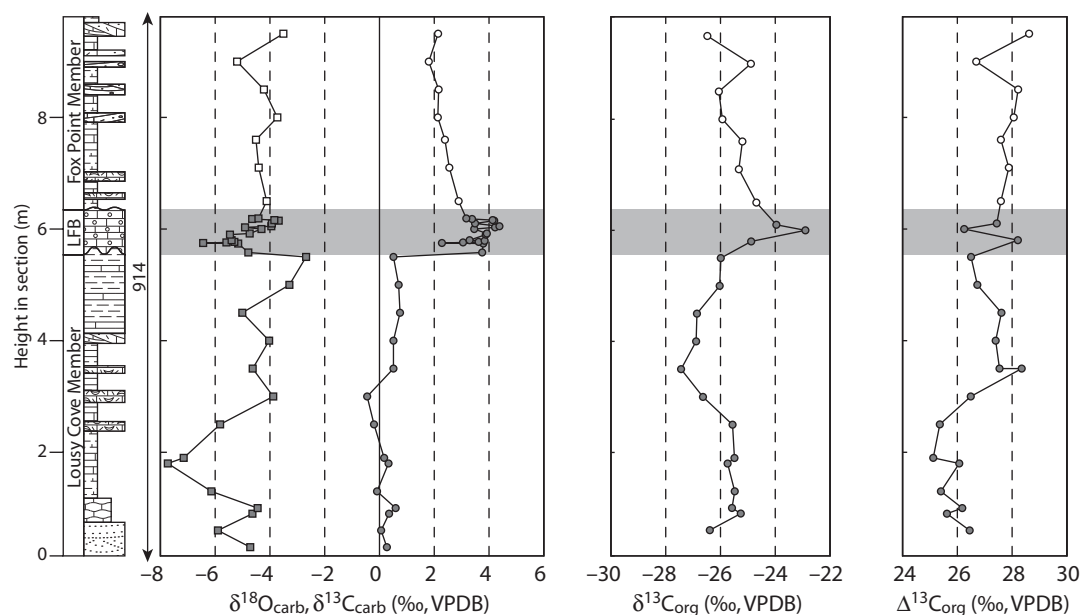 Height in section (m)
Fox Point Member
LFB
Lousy Cove Member
914
8
6
4
2
0
−8 −6 −4 −2 0 2 4 6
δ¹⁸Ocarb, δ¹³Ccarb (‰, VPDB)
−30 −28 −26 −24 −22
δ¹³Corg (‰, VPDB)
24 26 28 30
Δ¹³Corg (‰, VPDB)